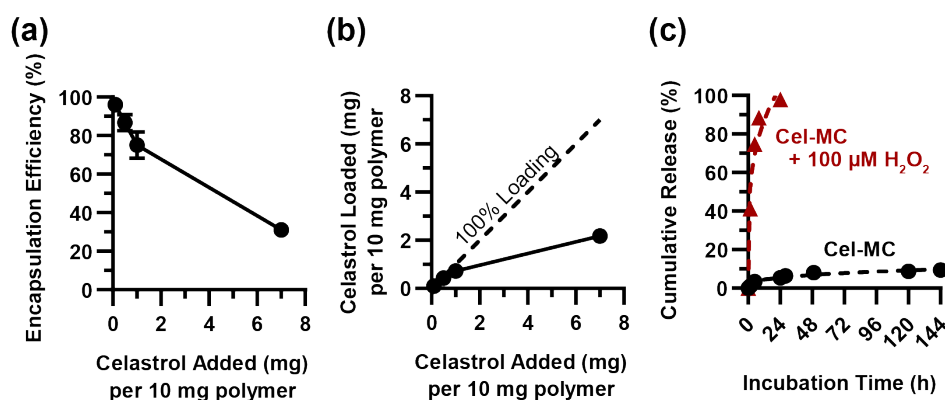 (a)
Encapsulation Efficiency (%)
100
80
60
40
20
0
0 2 4 6 8
Celastrol Added (mg)
per 10 mg polymer
(b)
Celastrol Loaded (mg)
per 10 mg polymer
8
6
4
2
0
100% Loading
0 2 4 6 8
Celastrol Added (mg)
per 10 mg polymer
(c)
Cumulative Release (%)
100
80
60
40
20
0
Cel-MC
+ 100 µM H₂O₂
Cel-MC
0 24 48 72 96 120 144
Incubation Time (h)